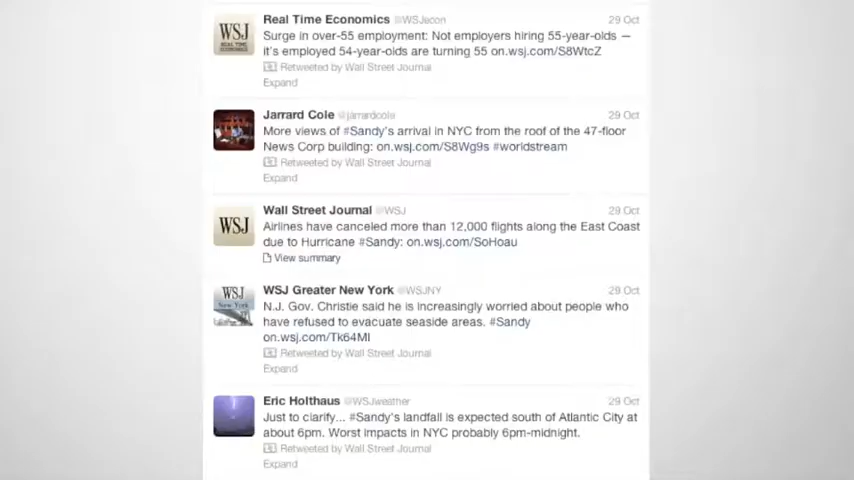 WSJ
REAL TIME
ECONOMICS
Real Time Economics @WSJecon 29 Oct
Surge in over-55 employment: Not employers hiring 55-year-olds —
it's employed 54-year-olds are turning 55 on.wsj.com/S8WtcZ
Retweeted by Wall Street Journal
Expand
Jarrard Cole @jarrardcole 29 Oct
More views of #Sandy's arrival in NYC from the roof of the 47-floor
News Corp building: on.wsj.com/S8Wg9s #worldstream
Retweeted by Wall Street Journal
Expand
WSJ
Wall Street Journal @WSJ 29 Oct
Airlines have canceled more than 12,000 flights along the East Coast
due to Hurricane #Sandy: on.wsj.com/SoHoau
View summary
WSJ
New York
WSJ Greater New York @WSJNY 29 Oct
N.J. Gov. Christie said he is increasingly worried about people who
have refused to evacuate seaside areas. #Sandy
on.wsj.com/Tk64MI
Retweeted by Wall Street Journal
Expand
Eric Holthaus @WSJweather 29 Oct
Just to clarify... #Sandy's landfall is expected south of Atlantic City at
about 6pm. Worst impacts in NYC probably 6pm-midnight.
Retweeted by Wall Street Journal
Expand